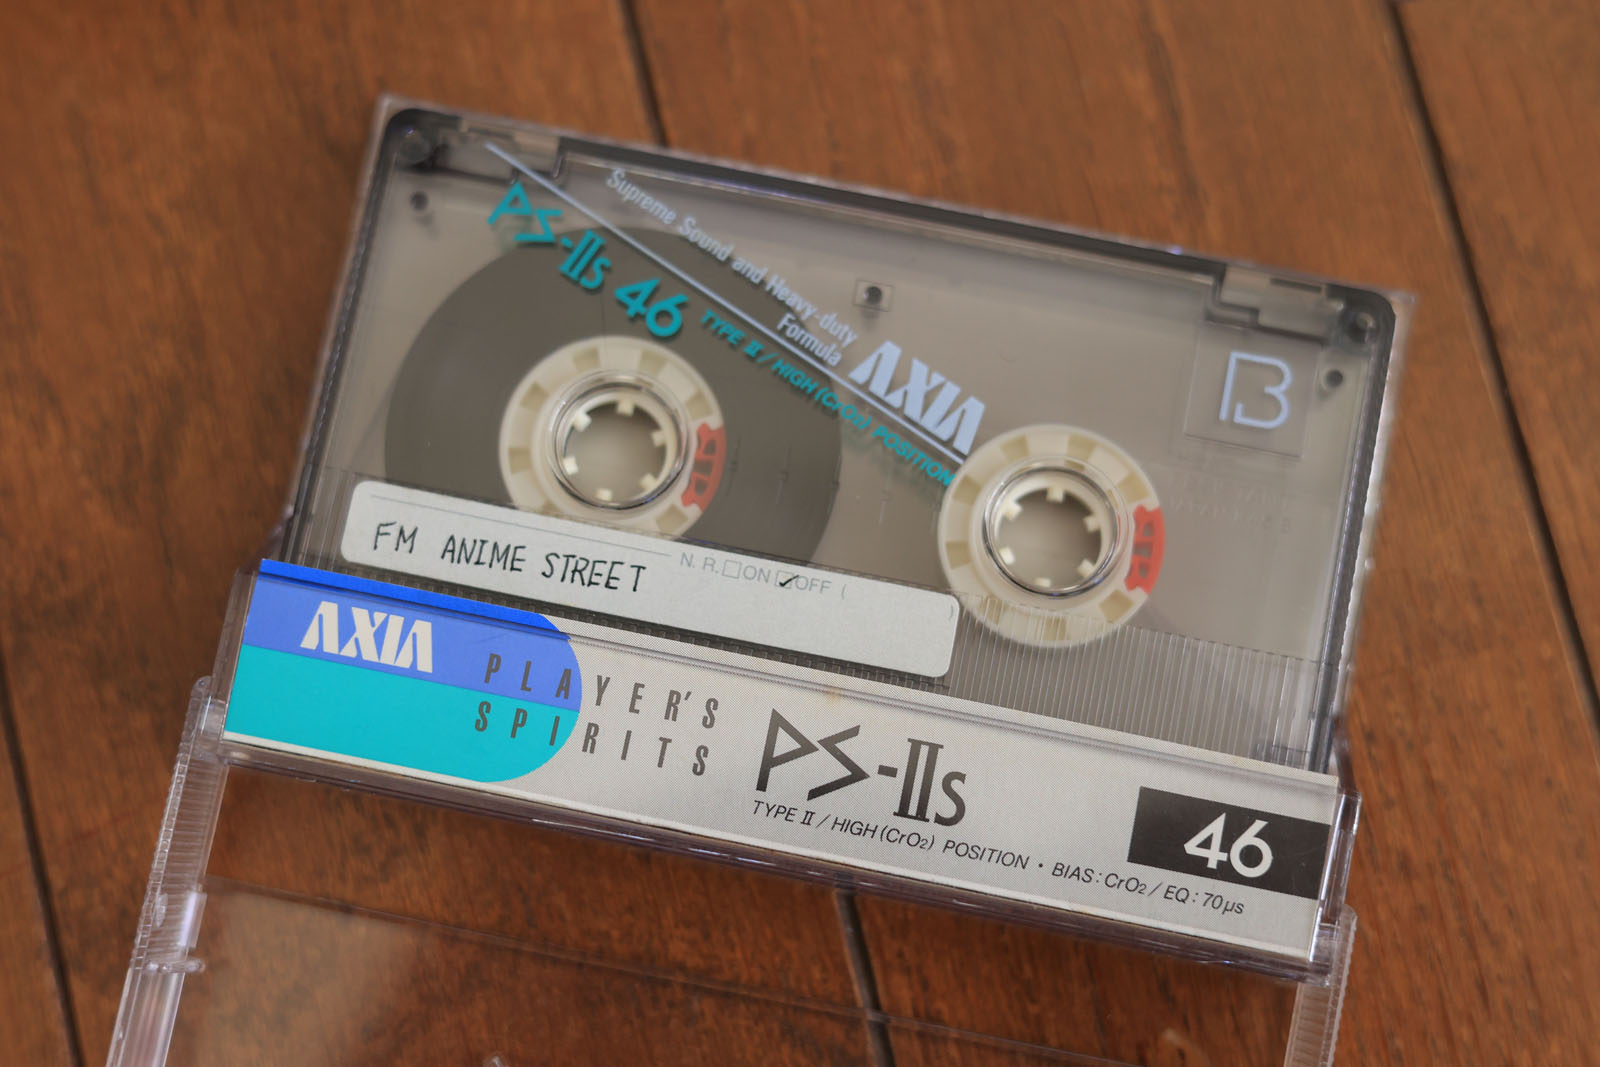 Supreme Sound and Heavy-duty
Formula
AXIA
PS-IIs 46
TYPE II/HIGH (CrO2) POSITION
B
FM ANIME STREET
N. R. □ON ☑OFF ( )
AXIA
PLAYER'S
SPIRITS
PS-IIs
TYPE II/HIGH (CrO2) POSITION · BIAS: CrO2/EQ: 70μs
46